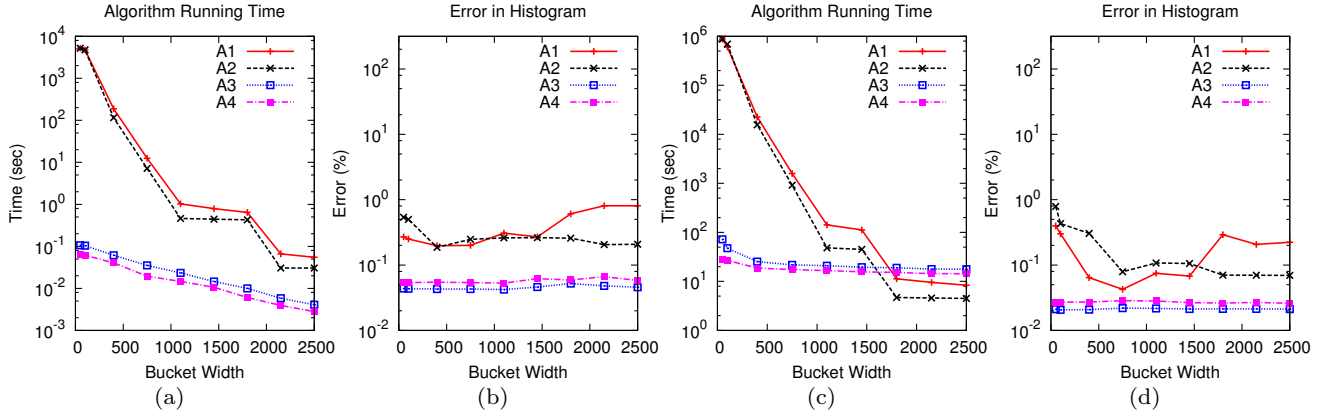 Algorithm Running Time
10^4
10^3
10^2
10^1
10^0
10^-1
10^-2
10^-3
Time (sec)
A1
A2
A3
A4
0 500 1000 1500 2000 2500
Bucket Width
(a)
Error in Histogram
10^2
10^1
10^0
10^-1
10^-2
Error (%)
A1
A2
A3
A4
0 500 1000 1500 2000 2500
Bucket Width
(b)
Algorithm Running Time
10^6
10^5
10^4
10^3
10^2
10^1
10^0
Time (sec)
A1
A2
A3
A4
0 500 1000 1500 2000 2500
Bucket Width
(c)
Error in Histogram
10^2
10^1
10^0
10^-1
10^-2
Error (%)
A1
A2
A3
A4
0 500 1000 1500 2000 2500
Bucket Width
(d)